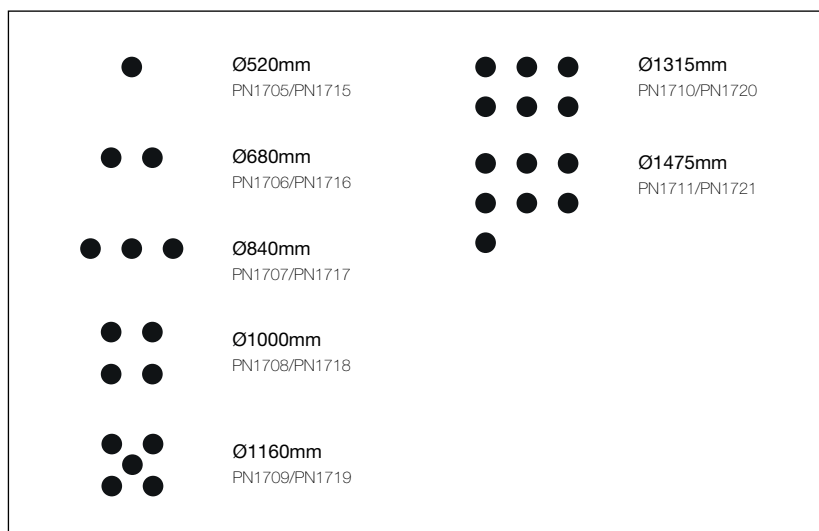 Ø520mm
PN1705/PN1715
Ø680mm
PN1706/PN1716
Ø840mm
PN1707/PN1717
Ø1000mm
PN1708/PN1718
Ø1160mm
PN1709/PN1719
Ø1315mm
PN1710/PN1720
Ø1475mm
PN1711/PN1721